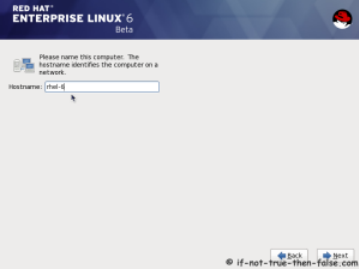 RED HAT
ENTERPRISE LINUX 6
Beta
Please name this computer. The
hostname identifies the computer on a
network.
Hostname: rhel-6
Back Next
© if-not-true-then-false.com